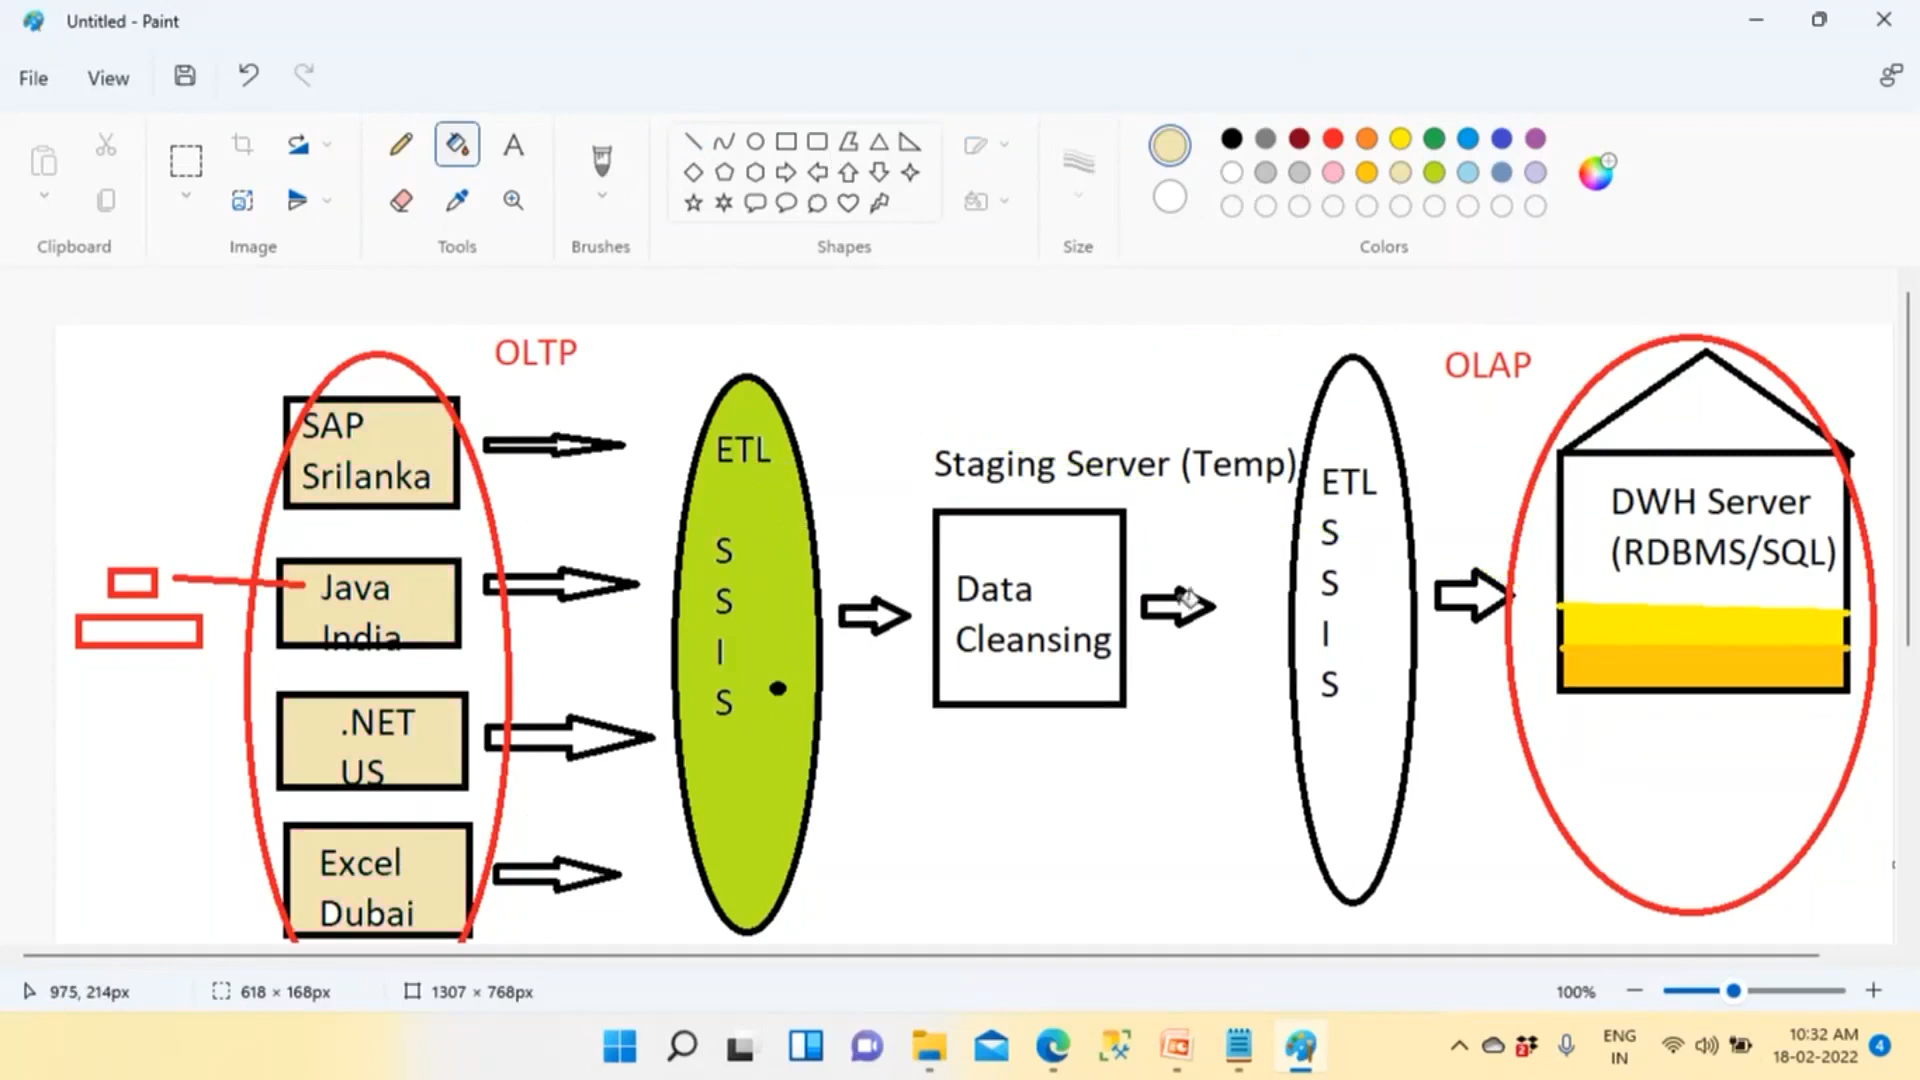 Untitled - Paint
File
View
Clipboard
Image
Tools
Brushes
Shapes
Size
Colors
OLTP
SAP
Srilanka
Java
India
.NET
US
Excel
Dubai
ETL
S
S
I
S
Staging Server (Temp)
Data
Cleansing
ETL
S
S
I
S
OLAP
DWH Server
(RDBMS/SQL)
975, 214px
618 × 168px
1307 × 768px
100%
2
ENG
IN
10:32 AM
18-02-2022
4